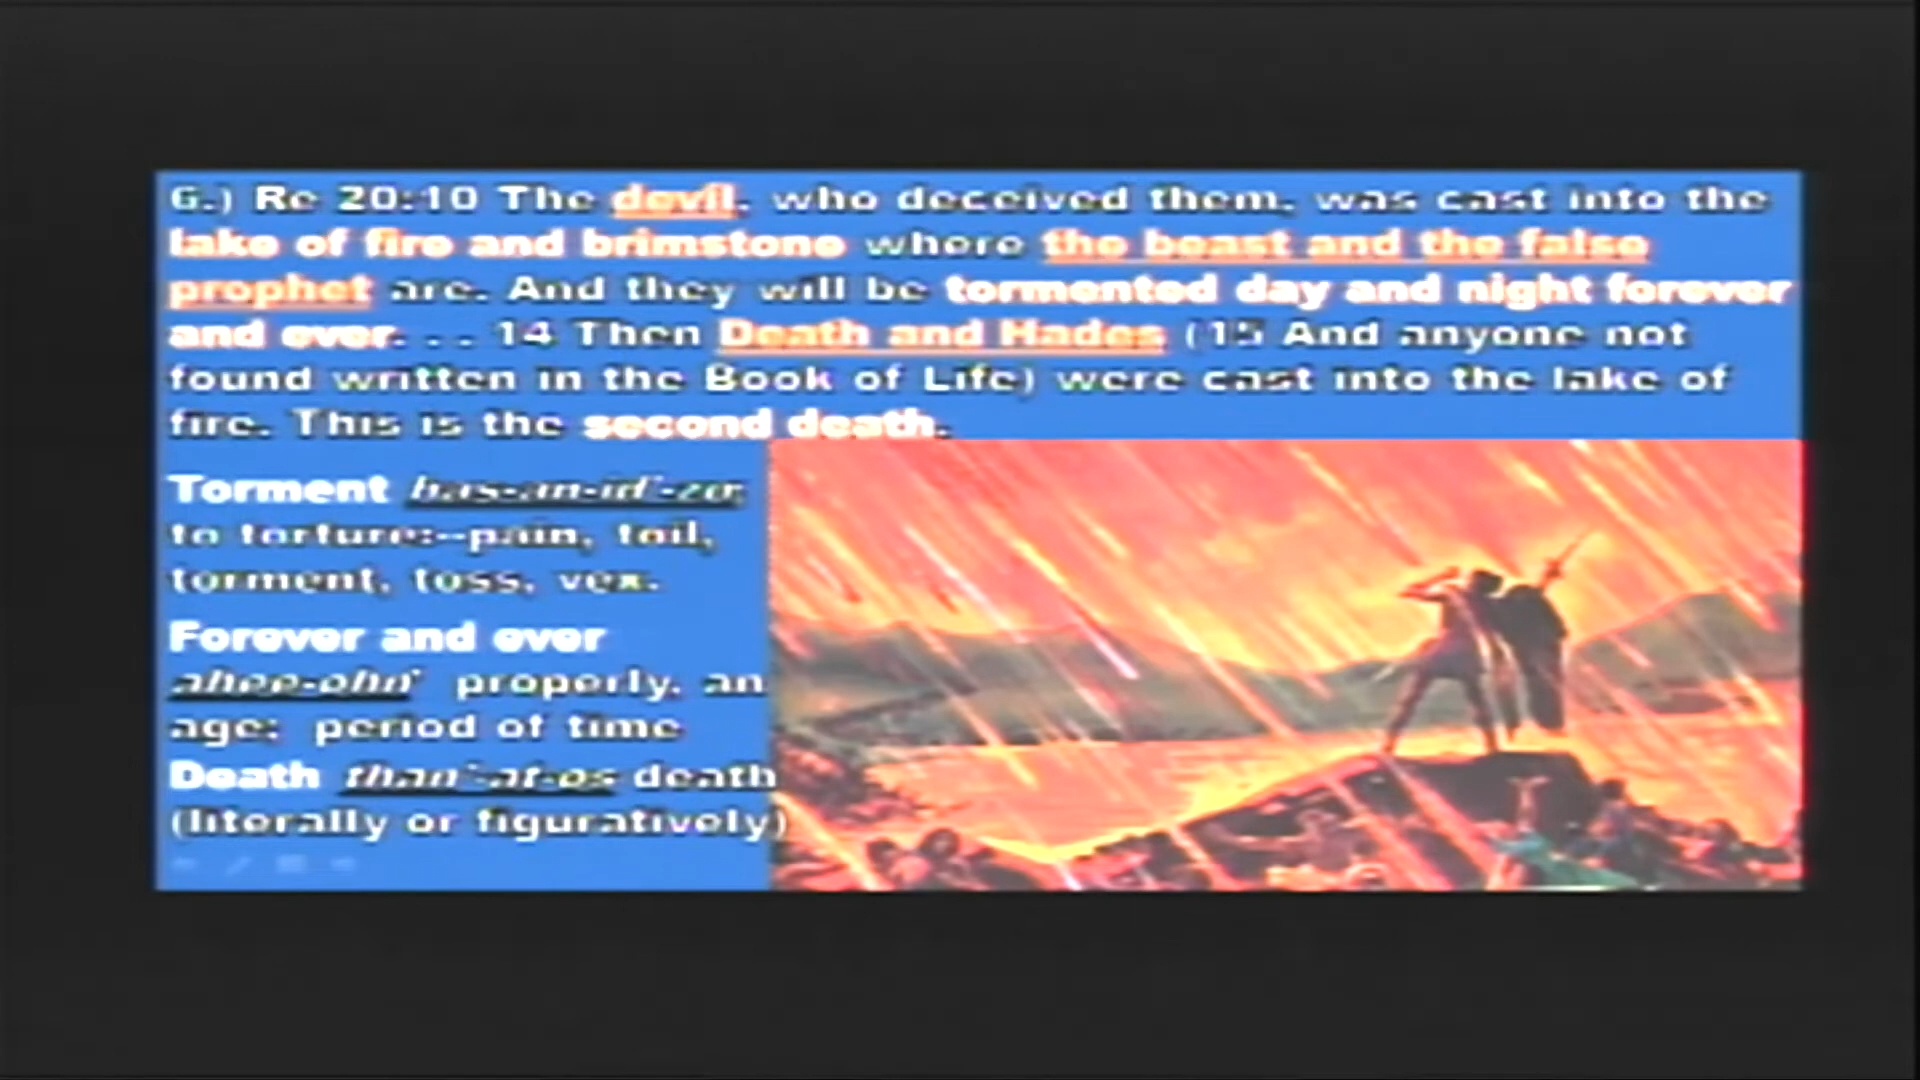 6.) Re 20:10 The devil, who deceived them, was cast into the
lake of fire and brimstone where the beast and the false
prophet are. And they will be tormented day and night forever
and ever. . . 14 Then Death and Hades (15 And anyone not
found written in the Book of Life) were cast into the lake of
fire. This is the second death.
Torment bas-an-id'-zo;
to torture:--pain, toil,
torment, toss, vex.
Forever and ever
ahee-ohn' properly, an
age; period of time
Death than'-at-os death
(literally or figuratively)